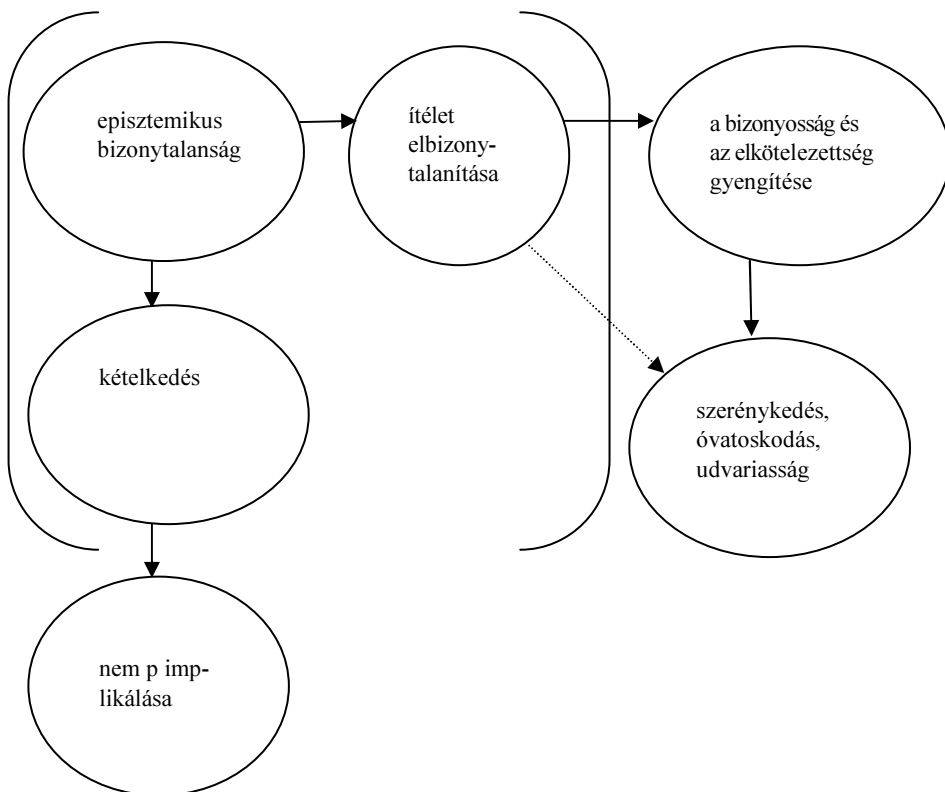 episztemikus
bizonytalanság
ítélet
elbizony-
talanítása
a bizonyosság és
az elkötelezettség
gyengítése
kételkedés
szerénykedés,
óvatoskodás,
udvariasság
nem p imp-
likálása